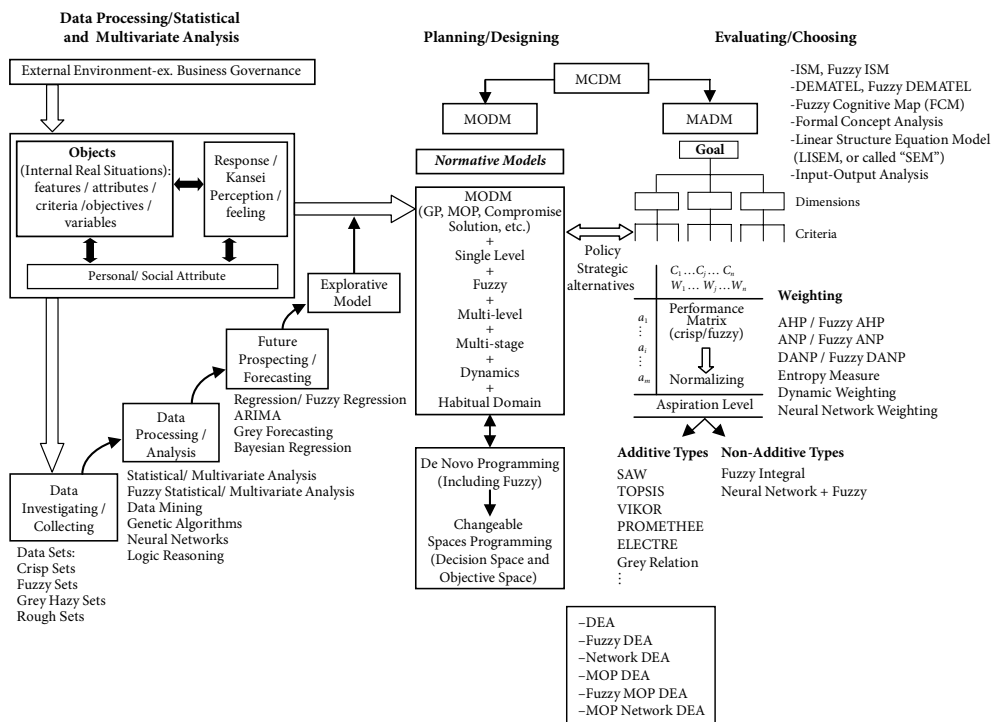 Data Processing/Statistical
and Multivariate Analysis
External Environment-ex. Business Governance
Objects
(Internal Real Situations):
features / attributes /
criteria /objectives /
variables
Response /
Kansei
Perception /
feeling
Personal/ Social Attribute
Explorative
Model
Future
Prospecting /
Forecasting
Regression/ Fuzzy Regression
ARIMA
Grey Forecasting
Bayesian Regression
Data
Processing /
Analysis
Statistical/ Multivariate Analysis
Fuzzy Statistical/ Multivariate Analysis
Data Mining
Genetic Algorithms
Neural Networks
Logic Reasoning
Data
Investigating /
Collecting
Data Sets:
Crisp Sets
Fuzzy Sets
Grey Hazy Sets
Rough Sets
Planning/Designing
MCDM
MODM
MADM
Normative Models
MODM
(GP, MOP, Compromise
Solution, etc.)
+
Single Level
+
Fuzzy
+
Multi-level
+
Multi-stage
+
Dynamics
+
Habitual Domain
De Novo Programming
(Including Fuzzy)
Changeable
Spaces Programming
(Decision Space and
Objective Space)
Policy
Strategic
alternatives
Evaluating/Choosing
-ISM, Fuzzy ISM
-DEMATEL, Fuzzy DEMATEL
-Fuzzy Cognitive Map (FCM)
-Formal Concept Analysis
-Linear Structure Equation Model
(LISEM, or called “SEM”)
-Input-Output Analysis
Goal
Dimensions
Criteria
C1 …Cj… Cn
W1… Wj…Wn
a1
⋮
ai
⋮
am
Performance
Matrix
(crisp/fuzzy)
Normalizing
Aspiration Level
Weighting
AHP / Fuzzy AHP
ANP / Fuzzy ANP
DANP / Fuzzy DANP
Entropy Measure
Dynamic Weighting
Neural Network Weighting
Additive Types
SAW
TOPSIS
VIKOR
PROMETHEE
ELECTRE
Grey Relation
⋮
Non-Additive Types
Fuzzy Integral
Neural Network + Fuzzy
–DEA
–Fuzzy DEA
–Network DEA
–MOP DEA
–Fuzzy MOP DEA
–MOP Network DEA